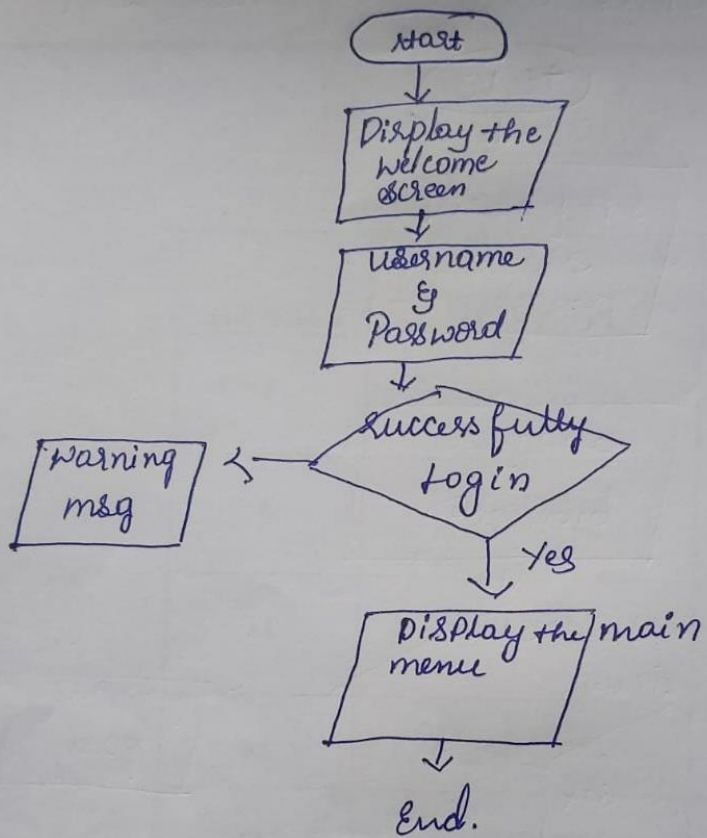 start
Display the
welcome
screen
username
&
Password
successfully
login
warning
msg
Yes
Display the main
menu
End.